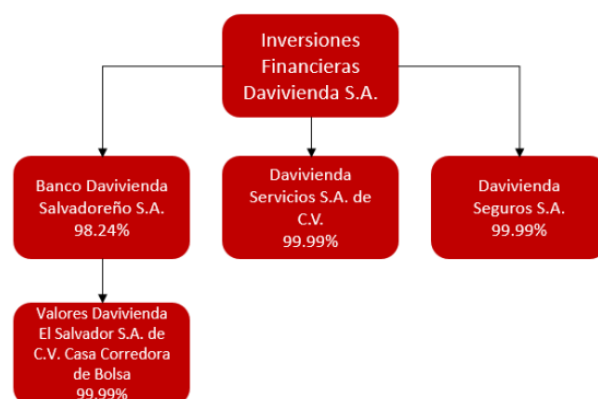 Inversiones
Financieras
Davivienda S.A.
Banco Davivienda
Salvadoreño S.A.
98.24%
Davivienda
Servicios S.A. de
C.V.
99.99%
Davivienda
Seguros S.A.
99.99%
Valores Davivienda
El Salvador S.A. de
C.V. Casa Corredora
de Bolsa
99.99%